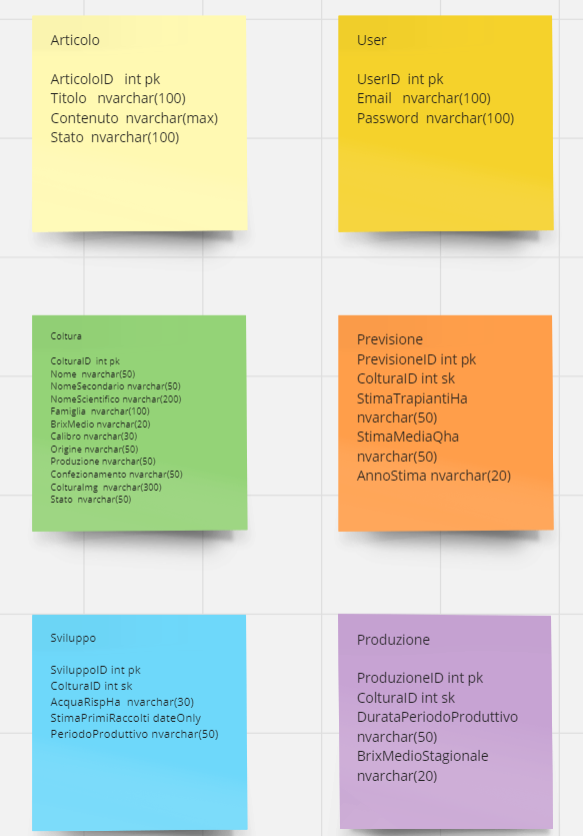 Articolo
ArticoloID int pk
Titolo nvarchar(100)
Contenuto nvarchar(max)
Stato nvarchar(100)
User
UserID int pk
Email nvarchar(100)
Password nvarchar(100)
Coltura
ColturaID int pk
Nome nvarchar(50)
NomeSecondario nvarchar(50)
NomeScientifico nvarchar(200)
Famiglia nvarchar(100)
BrixMedio nvarchar(20)
Calibro nvarchar(30)
Origine nvarchar(50)
Produzione nvarchar(50)
Confezionamento nvarchar(50)
ColturaImg nvarchar(300)
Stato nvarchar(50)
Previsione
PrevisioneID int pk
ColturaID int sk
StimaTrapiantiHa
nvarchar(50)
StimaMediaQha
nvarchar(50)
AnnoStima nvarchar(20)
Sviluppo
SviluppoID int pk
ColturaID int sk
AcquaRispHa nvarchar(30)
StimaPrimiRaccolti dateOnly
PeriodoProduttivo nvarchar(50)
Produzione
ProduzioneID int pk
ColturaID int sk
DurataPeriodoProduttivo
nvarchar(50)
BrixMedioStagionale
nvarchar(20)